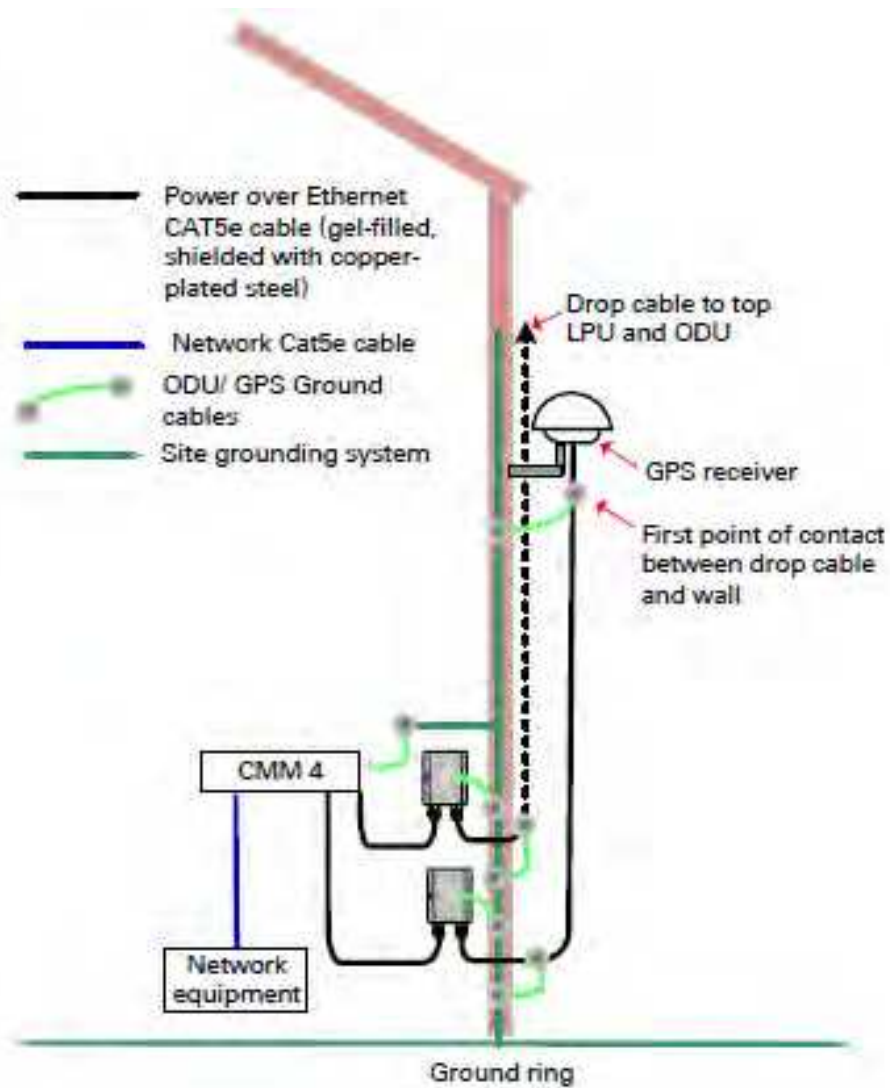 Power over Ethernet
CAT5e cable (gel-filled,
shielded with copper-
plated steel)
Network Cat5e cable
ODU/ GPS Ground
cables
Site grounding system
Drop cable to top
LPU and ODU
GPS receiver
First point of contact
between drop cable
and wall
CMM 4
Network
equipment
Ground ring